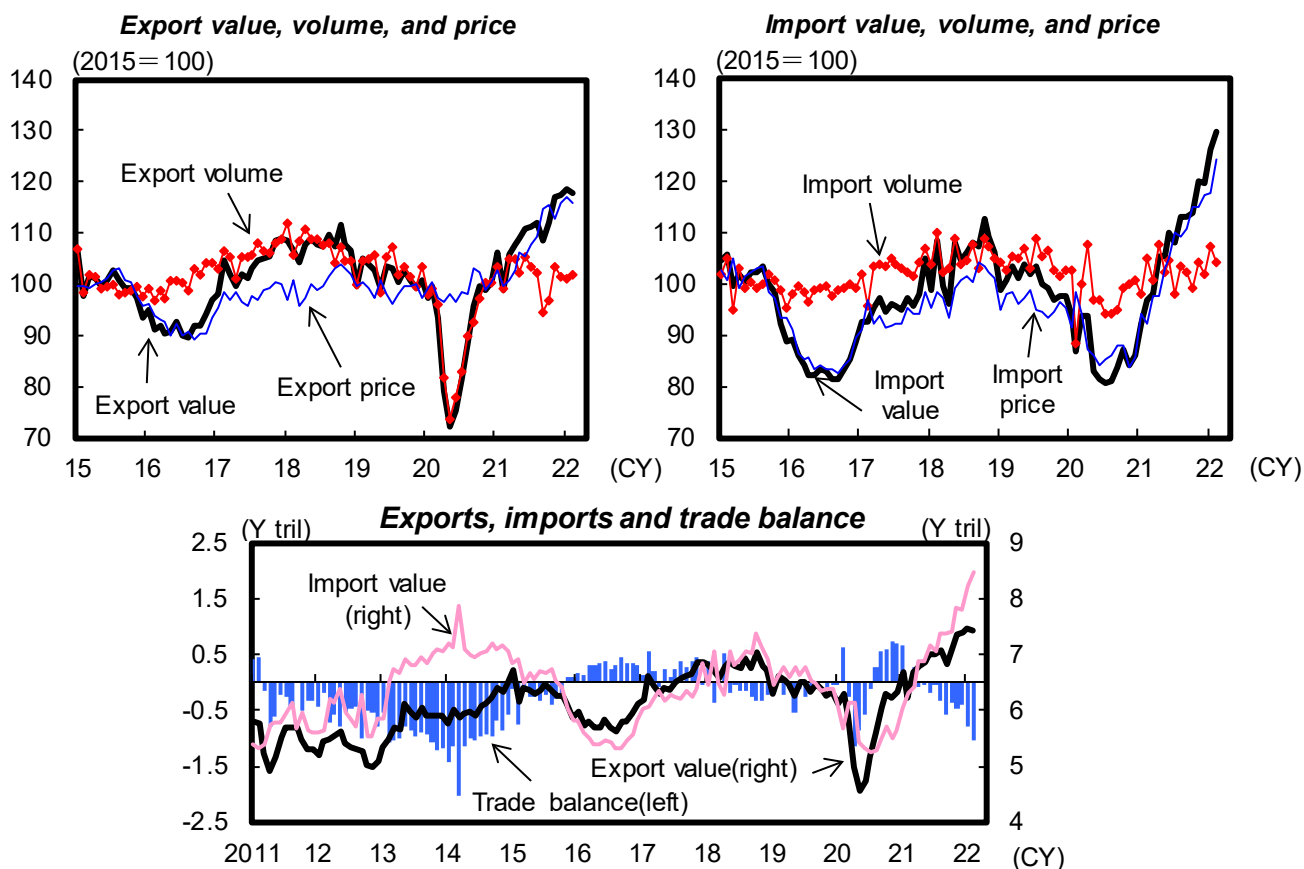 Export value, volume, and price
(2015＝100)
140
130
120
110
100
90
80
70
Export volume
Export price
Export value
15 16 17 18 19 20 21 22 (CY)
Import value, volume, and price
(2015＝100)
140
130
120
110
100
90
80
70
Import volume
Import
value
Import
price
15 16 17 18 19 20 21 22 (CY)
Exports, imports and trade balance
(Y tril)
(Y tril)
2.5
1.5
0.5
-0.5
-1.5
-2.5
9
8
7
6
5
4
Import value
(right)
Export value(right)
Trade balance(left)
2011 12 13 14 15 16 17 18 19 20 21 22 (CY)